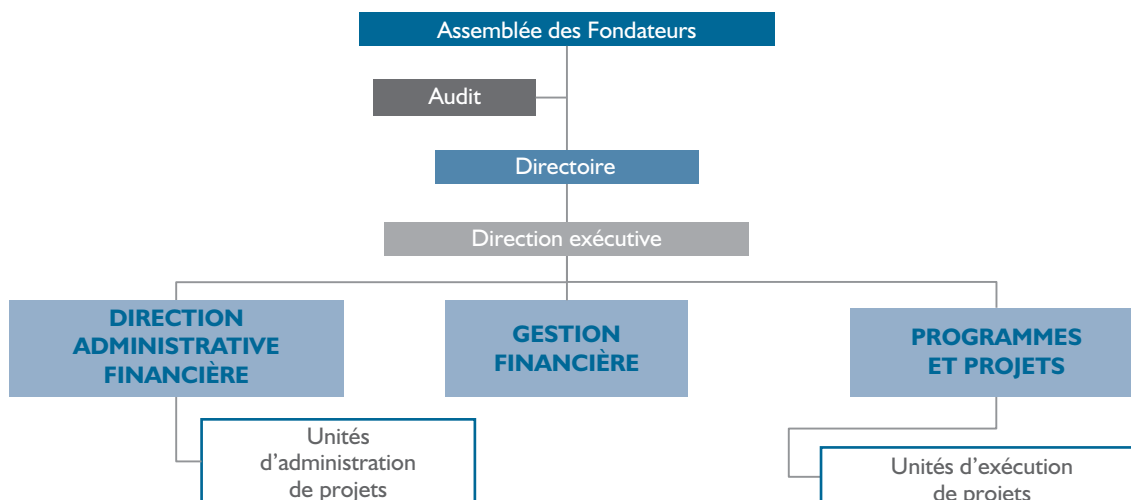 Assemblée des Fondateurs
Audit
Directoire
Direction exécutive
DIRECTION
ADMINISTRATIVE
FINANCIÈRE
GESTION
FINANCIÈRE
PROGRAMMES
ET PROJETS
Unités
d’administration
de projets
Unités d’exécution
de projets